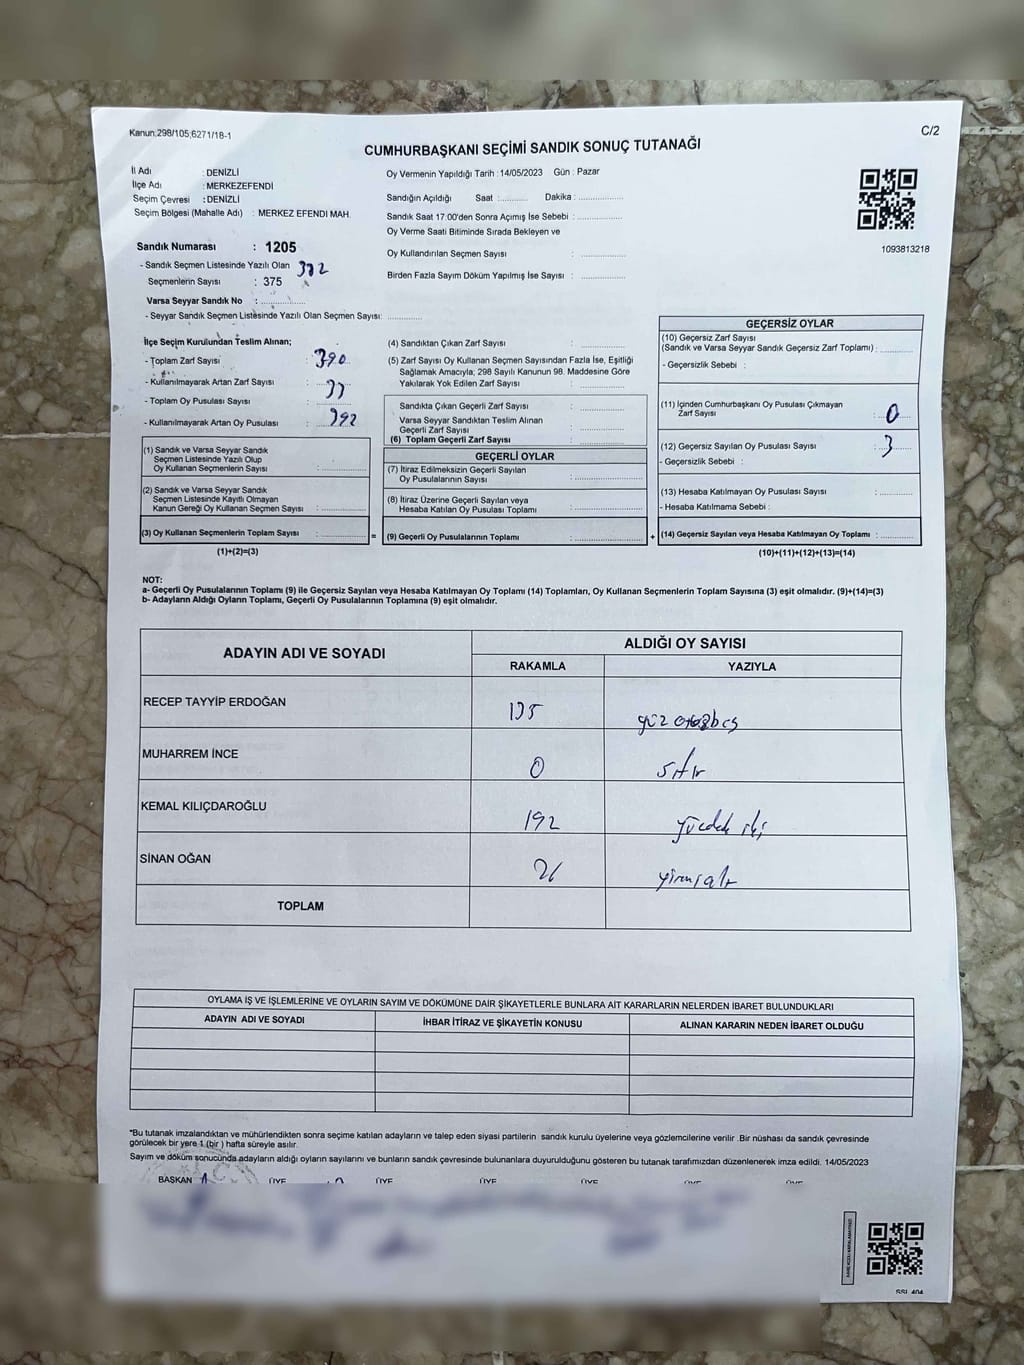 Kanun:298/105;6271/18-1
C/2
CUMHURBAŞKANI SEÇİMİ SANDIK SONUÇ TUTANAĞI
İl Adı : DENİZLİ
İlçe Adı : MERKEZEFENDİ
Seçim Çevresi : DENİZLİ
Seçim Bölgesi (Mahalle Adı) : MERKEZ EFENDİ MAH.
Sandık Numarası : 1205
- Sandık Seçmen Listesinde Yazılı Olan
Seçmenlerin Sayısı : 375
Varsa Seyyar Sandık No : ............
- Seyyar Sandık Seçmen Listesinde Yazılı Olan Seçmen Sayısı: ............
Oy Vermenin Yapıldığı Tarih : 14/05/2023 Gün : Pazar
Sandığın Açıldığı Saat :.......... Dakika :...............
Sandık Saat 17:00'den Sonra Açımış İse Sebebi :...............
Oy Verme Saati Bitiminde Sırada Bekleyen ve
Oy Kullandırılan Seçmen Sayısı : ...............
Birden Fazla Sayım Döküm Yapılmış İse Sayısı : ...............
1093813218
İlçe Seçim Kurulundan Teslim Alınan;
- Toplam Zarf Sayısı : 390
- Kullanılmayarak Artan Zarf Sayısı :
- Toplam Oy Pusulası Sayısı :
- Kullanılmayarak Artan Oy Pusulası : 392
(1) Sandık ve Varsa Seyyar Sandık
Seçmen Listesinde Yazılı Olup
Oy Kullanan Seçmenlerin Sayısı :...............
(2) Sandık ve Varsa Seyyar Sandık
Seçmen Listesinde Kayıtlı Olmayan
Kanun Gereği Oy Kullanan Seçmen Sayısı :...............
(3) Oy Kullanan Seçmenlerin Toplam Sayısı :............... =
(1)+(2)=(3)
(4) Sandıktan Çıkan Zarf Sayısı : ...............
(5) Zarf Sayısı Oy Kullanan Seçmen Sayısından Fazla İse, Eşitliği
Sağlamak Amacıyla; 298 Sayılı Kanunun 98. Maddesine Göre
Yakılarak Yok Edilen Zarf Sayısı : ...............
Sandıkta Çıkan Geçerli Zarf Sayısı : ...............
Varsa Seyyar Sandıktan Teslim Alınan
Geçerli Zarf Sayısı : ...............
(6) Toplam Geçerli Zarf Sayısı : ...............
GEÇERLİ OYLAR
(7) İtiraz Edilmeksizin Geçerli Sayılan
Oy Pusulalarının Sayısı :...............
(8) İtiraz Üzerine Geçerli Sayılan veya
Hesaba Katılan Oy Pusulası Toplamı :...............
(9) Geçerli Oy Pusulalarının Toplamı :............... +
GEÇERSİZ OYLAR
(10) Geçersiz Zarf Sayısı
(Sandık ve Varsa Seyyar Sandık Geçersiz Zarf Toplamı) :............
- Geçersizlik Sebebi :
(11) İçinden Cumhurbaşkanı Oy Pusulası Çıkmayan
Zarf Sayısı : 0
(12) Geçersiz Sayılan Oy Pusulası Sayısı : 3
- Geçersizlik Sebebi :
(13) Hesaba Katılmayan Oy Pusulası Sayısı :............
- Hesaba Katılmama Sebebi :
(14) Geçersiz Sayılan veya Hesaba Katılmayan Oy Toplamı :............
(10)+(11)+(12)+(13)=(14)
NOT:
a- Geçerli Oy Pusulalarının Toplamı (9) ile Geçersiz Sayılan veya Hesaba Katılmayan Oy Toplamı (14) Toplamları, Oy Kullanan Seçmenlerin Toplam Sayısına (3) eşit olmalıdır. (9)+(14)=(3)
b- Adayların Aldığı Oyların Toplamı, Geçerli Oy Pusulalarının Toplamına (9) eşit olmalıdır.
ADAYIN ADI VE SOYADI
ALDIĞI OY SAYISI
RAKAMLA YAZIYLA
RECEP TAYYİP ERDOĞAN
MUHARREM İNCE 0 sıfır
KEMAL KILIÇDAROĞLU 192
SİNAN OĞAN 26 yirmialtı
TOPLAM
OYLAMA İŞ VE İŞLEMLERİNE VE OYLARIN SAYIM VE DÖKÜMÜNE DAİR ŞİKAYETLERLE BUNLARA AİT KARARLARIN NELERDEN İBARET BULUNDUKLARI
ADAYIN ADI VE SOYADI İHBAR İTİRAZ VE ŞİKAYETİN KONUSU ALINAN KARARIN NEDEN İBARET OLDUĞU
*Bu tutanak imzalandıktan ve mühürlendikten sonra seçime katılan adayların ve talep eden siyasi partilerin sandık kurulu üyelerine veya gözlemcilerine verilir .Bir nüshası da sandık çevresinde
görülecek bir yere 1 (bir ) hafta süreyle asılır.
Sayım ve döküm sonucunda adayların aldığı oyların sayılarını ve bunların sandık çevresinde bulunanlara duyurulduğunu gösteren bu tutanak tarafımızdan düzenlenerek imza edildi. 14/05/2023
BAŞKAN ÜYE ÜYE ÜYE ÜYE ÜYE ÜYE